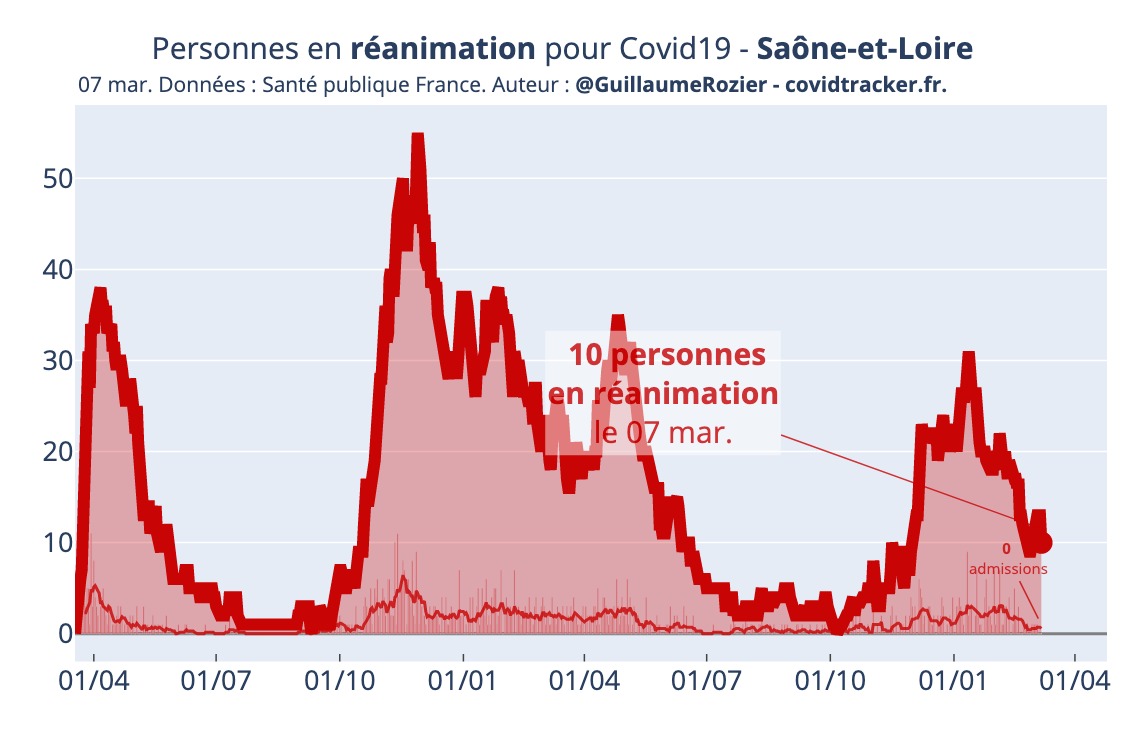 Personnes en réanimation pour Covid19 - Saône-et-Loire
07 mar. Données : Santé publique France. Auteur : @GuillaumeRozier - covidtracker.fr.
50
40
30
20
10
0
10 personnes
en réanimation
le 07 mar.
0
admissions
01/04
01/07
01/10
01/01
01/04
01/07
01/10
01/01
01/04